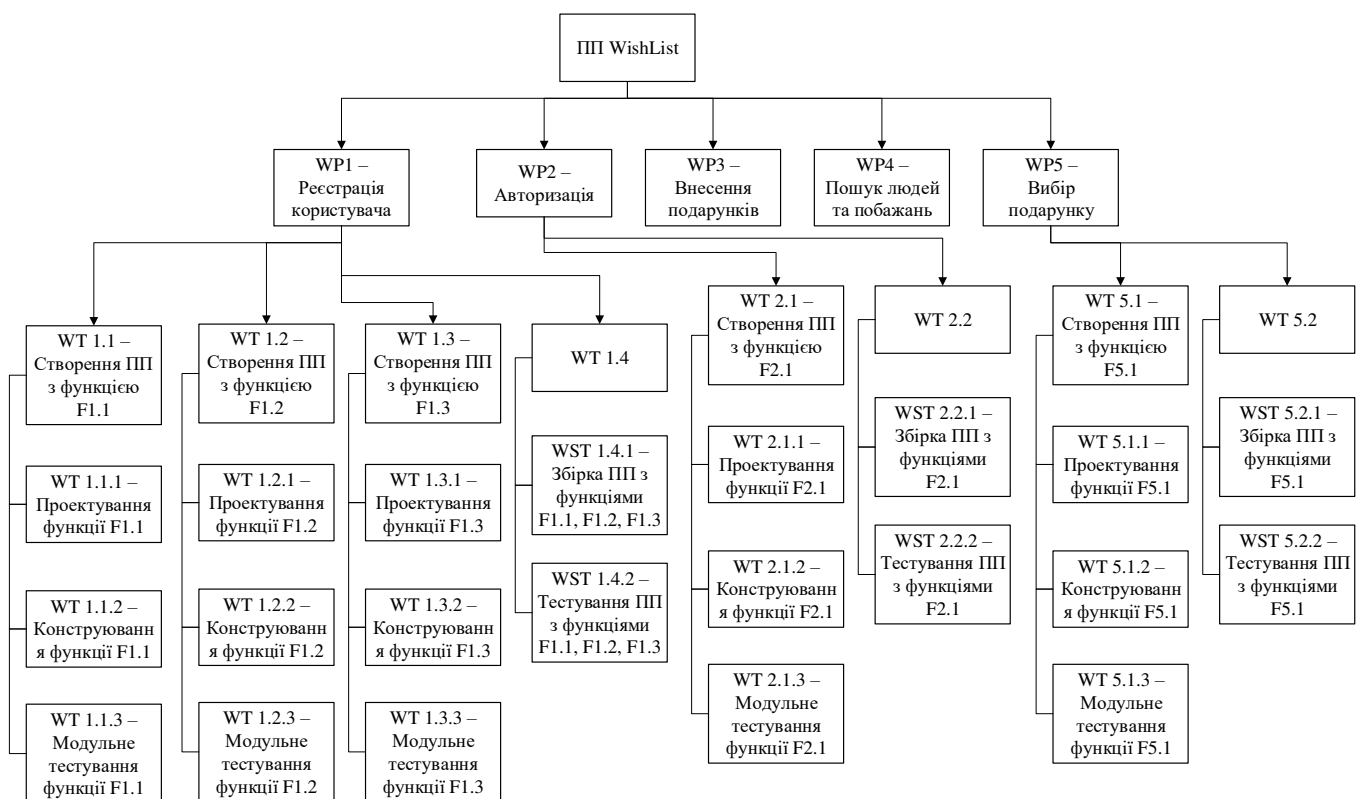 ПП WishList
WP1 –
Реєстрація
користувача
WP2 –
Авторизація
WP3 –
Внесення
подарунків
WP4 –
Пошук людей
та побажань
WP5 –
Вибір
подарунку
WT 1.1 –
Створення ПП
з функцією
F1.1
WT 1.1.1 –
Проектування
функції F1.1
WT 1.1.2 –
Конструюванн
я функції F1.1
WT 1.1.3 –
Модульне
тестування
функції F1.1
WT 1.2 –
Створення ПП
з функцією
F1.2
WT 1.2.1 –
Проектування
функції F1.2
WT 1.2.2 –
Конструюванн
я функції F1.2
WT 1.2.3 –
Модульне
тестування
функції F1.2
WT 1.3 –
Створення ПП
з функцією
F1.3
WT 1.3.1 –
Проектування
функції F1.3
WT 1.3.2 –
Конструюванн
я функції F1.3
WT 1.3.3 –
Модульне
тестування
функції F1.3
WT 1.4
WST 1.4.1 –
Збірка ПП з
функціями
F1.1, F1.2, F1.3
WST 1.4.2 –
Тестування ПП
з функціями
F1.1, F1.2, F1.3
WT 2.1 –
Створення ПП
з функцією
F2.1
WT 2.1.1 –
Проектування
функції F2.1
WT 2.1.2 –
Конструюванн
я функції F2.1
WT 2.1.3 –
Модульне
тестування
функції F2.1
WT 2.2
WST 2.2.1 –
Збірка ПП з
функціями
F2.1
WST 2.2.2 –
Тестування ПП
з функціями
F2.1
WT 5.1 –
Створення ПП
з функцією
F5.1
WT 5.1.1 –
Проектування
функції F5.1
WT 5.1.2 –
Конструюванн
я функції F5.1
WT 5.1.3 –
Модульне
тестування
функції F5.1
WT 5.2
WST 5.2.1 –
Збірка ПП з
функціями
F5.1
WST 5.2.2 –
Тестування ПП
з функціями
F5.1